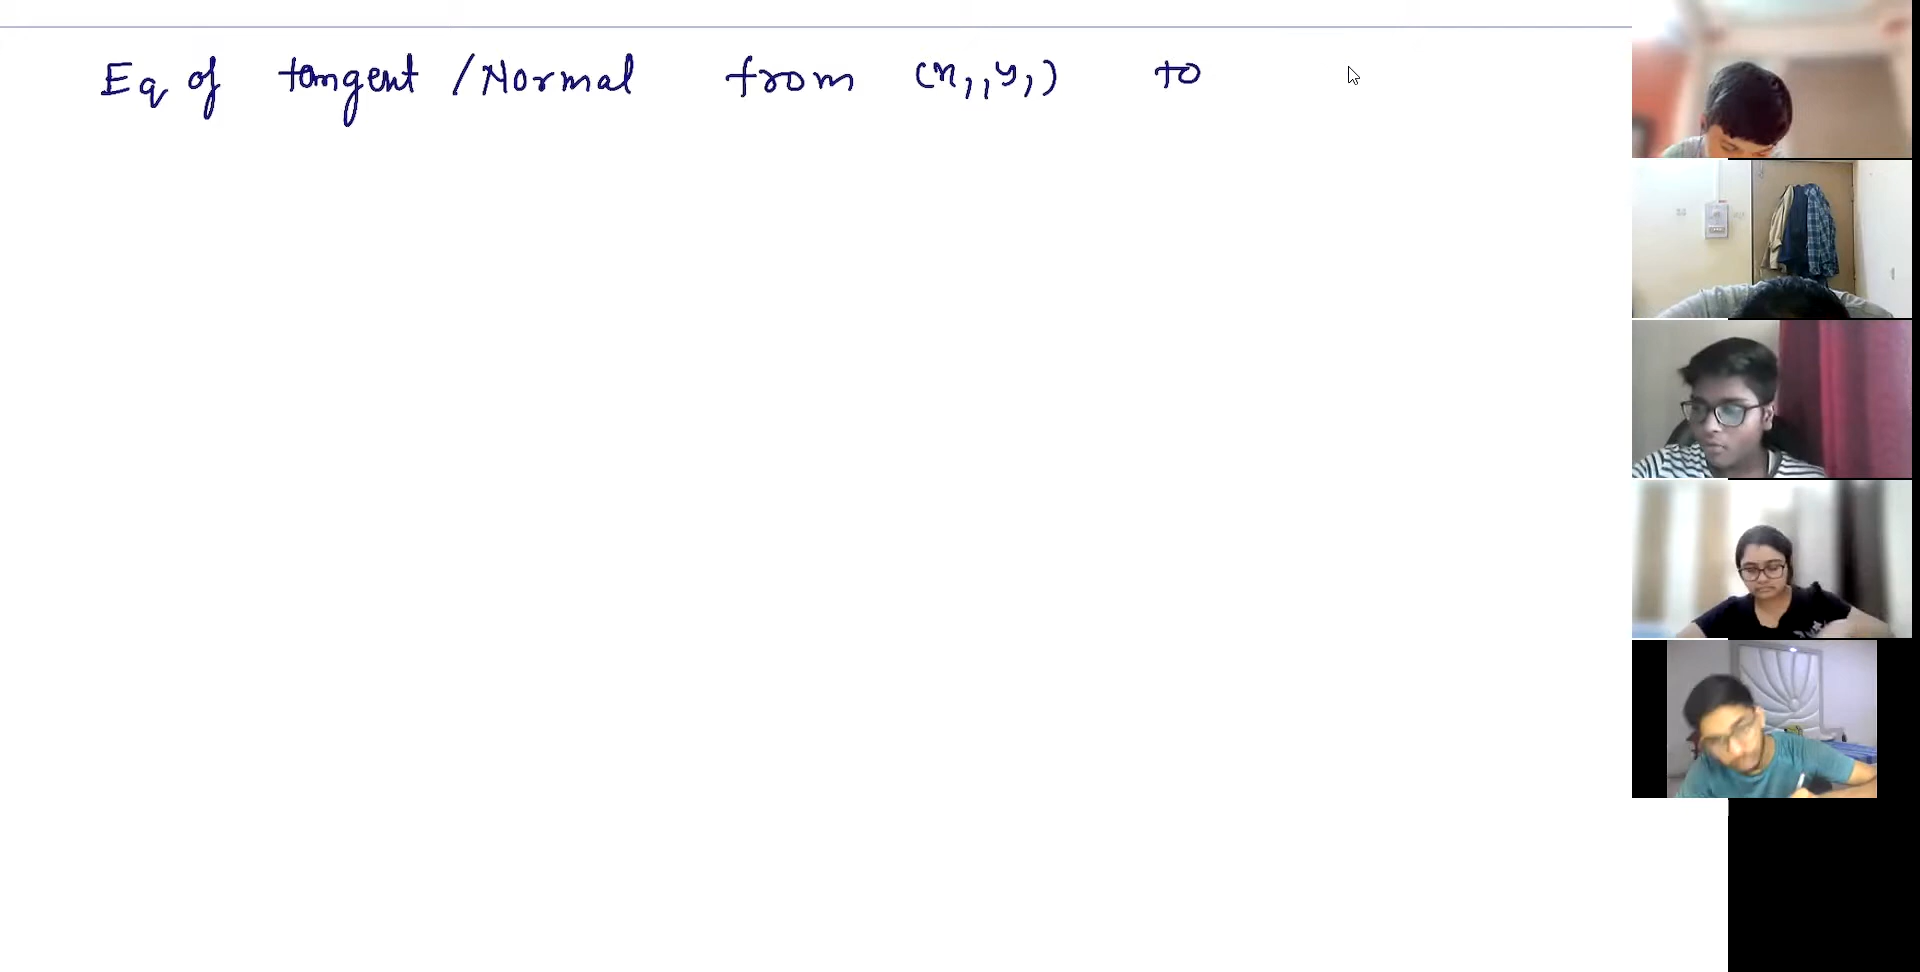 Eq of tangent / Normal from (x₁, y₁) to